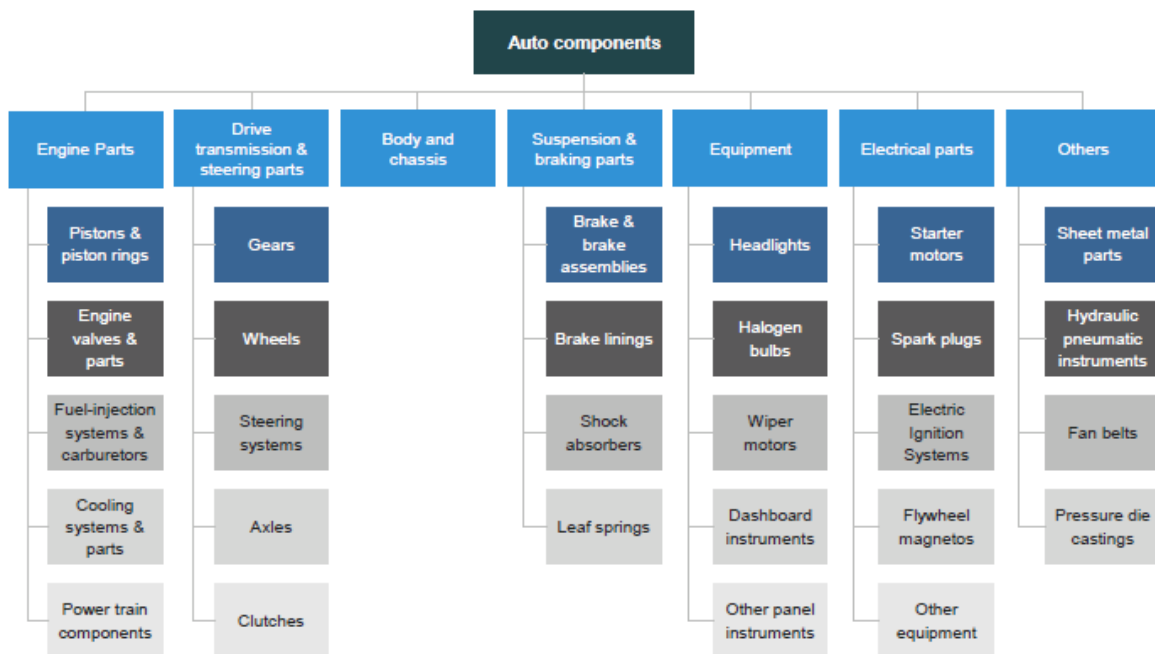 Auto components
Engine Parts
Drive
transmission &
steering parts
Body and
chassis
Suspension &
braking parts
Equipment
Electrical parts
Others
Pistons &
piston rings
Gears
Brake &
brake
assemblies
Headlights
Starter
motors
Sheet metal
parts
Engine
valves &
parts
Wheels
Brake linings
Halogen
bulbs
Spark plugs
Hydraulic
pneumatic
instruments
Fuel-injection
systems &
carburetors
Steering
systems
Shock
absorbers
Wiper
motors
Electric
Ignition
Systems
Fan belts
Cooling
systems &
parts
Axles
Leaf springs
Dashboard
instruments
Flywheel
magnetos
Pressure die
castings
Power train
components
Clutches
Other panel
instruments
Other
equipment